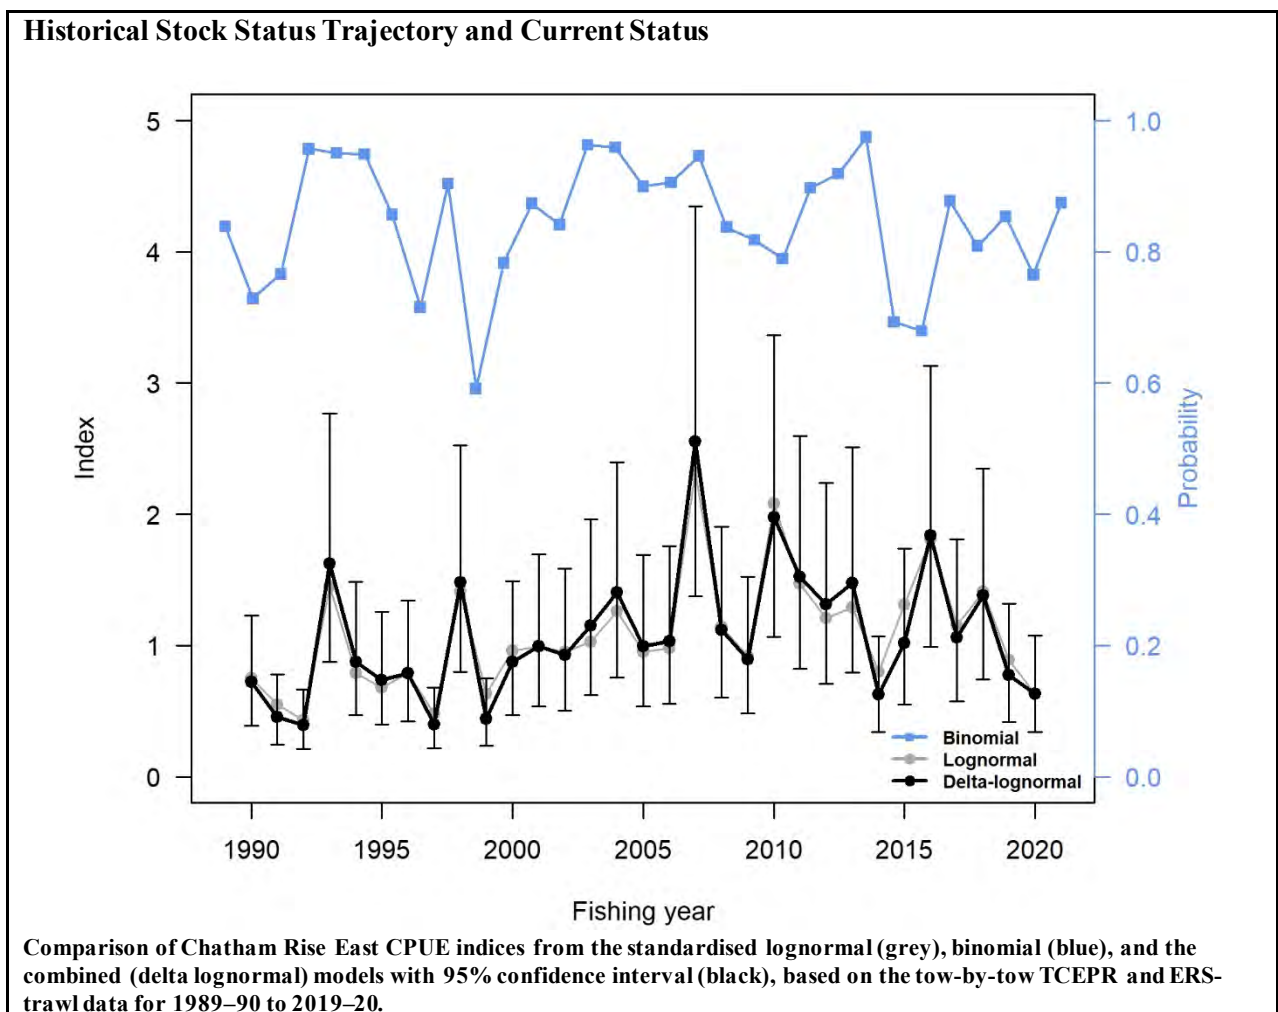 Historical Stock Status Trajectory and Current Status
5
4
3
2
1
0
Index
1.0
0.8
0.6
0.4
0.2
0.0
Probability
Binomial
Lognormal
Delta-lognormal
1990 1995 2000 2005 2010 2015 2020
Fishing year
Comparison of Chatham Rise East CPUE indices from the standardised lognormal (grey), binomial (blue), and the
combined (delta lognormal) models with 95% confidence interval (black), based on the tow-by-tow TCEPR and ERS-
trawl data for 1989–90 to 2019–20.